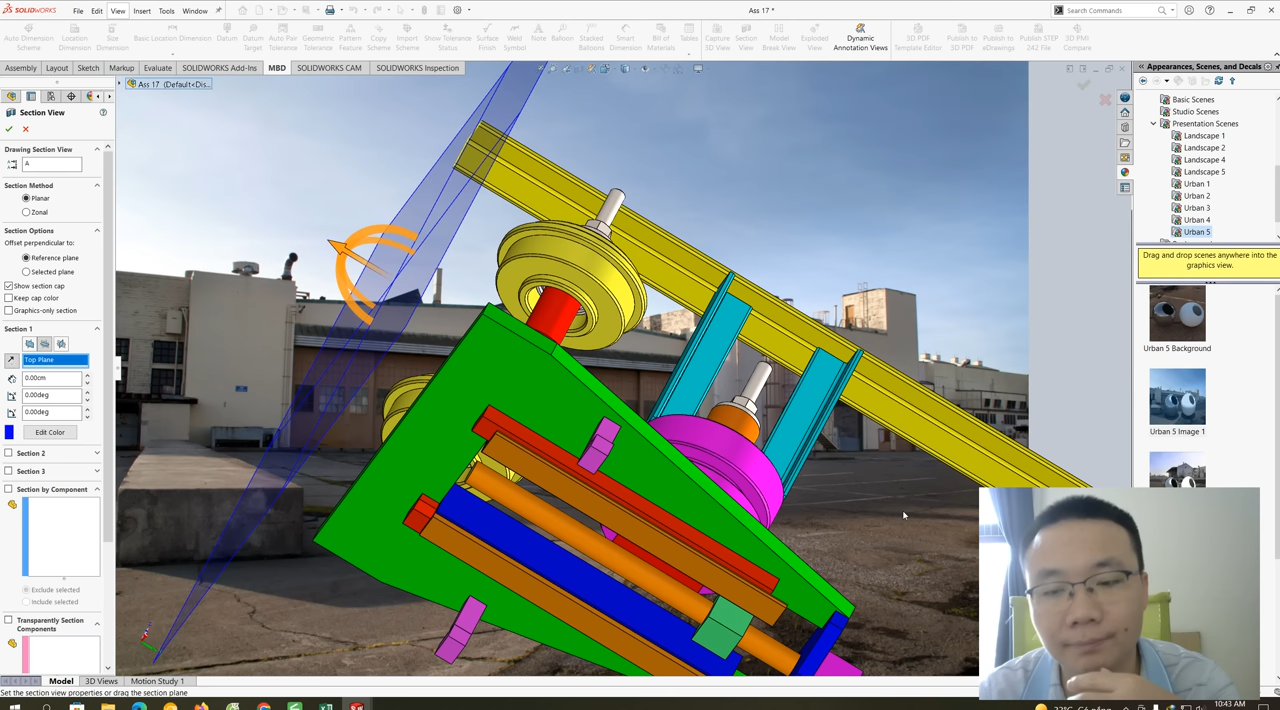 SOLIDWORKS
File
Edit
View
Insert
Tools
Window
Ass 17 *
Search Commands
Auto Dimension Scheme
Location Dimension
Size Dimension
Basic Location Dimension
Datum
Datum Target
Auto Pair Tolerance
Geometric Tolerance
Pattern Feature
Copy Scheme
Import Scheme
Show Tolerance Status
Surface Finish
Weld Symbol
Note
Balloon
Stacked Balloons
Smart Dimension
Bill of Materials
Tables
Capture 3D View
Section View
Model Break View
Exploded View
Dynamic Annotation Views
3D PDF Template Editor
Publish to 3D PDF
Publish to eDrawings
Publish STEP 242 File
3D PMI Compare
Assembly
Layout
Sketch
Markup
Evaluate
SOLIDWORKS Add-Ins
MBD
SOLIDWORKS CAM
SOLIDWORKS Inspection
Ass 17 (Default<Dis...
Section View
Drawing Section View
A
Section Method
Planar
Zonal
Section Options
Offset perpendicular to:
Reference plane
Selected plane
Show section cap
Keep cap color
Graphics-only section
Section 1
Top Plane
0.00cm
0.00deg
0.00deg
Edit Color
Section 2
Section 3
Section by Component
Exclude selected
Include selected
Transparently Section
Components
Appearances, Scenes, and Decals
Basic Scenes
Studio Scenes
Presentation Scenes
Landscape 1
Landscape 2
Landscape 4
Landscape 5
Urban 1
Urban 2
Urban 3
Urban 4
Urban 5
Drag and drop scenes anywhere into the
graphics view.
Urban 5 Background
Urban 5 Image 1
Model
3D Views
Motion Study 1
Set the section view properties or drag the section plane
10:43 AM